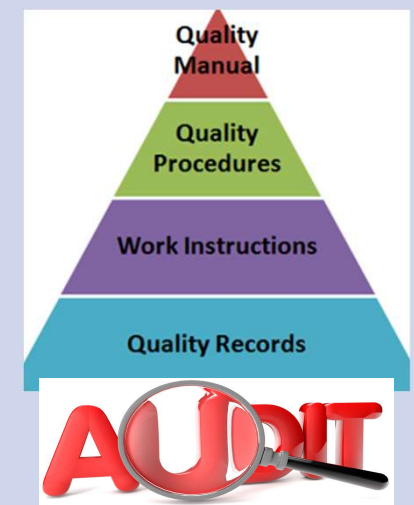 Quality
Manual
Quality
Procedures
Work Instructions
Quality Records
AUDIT